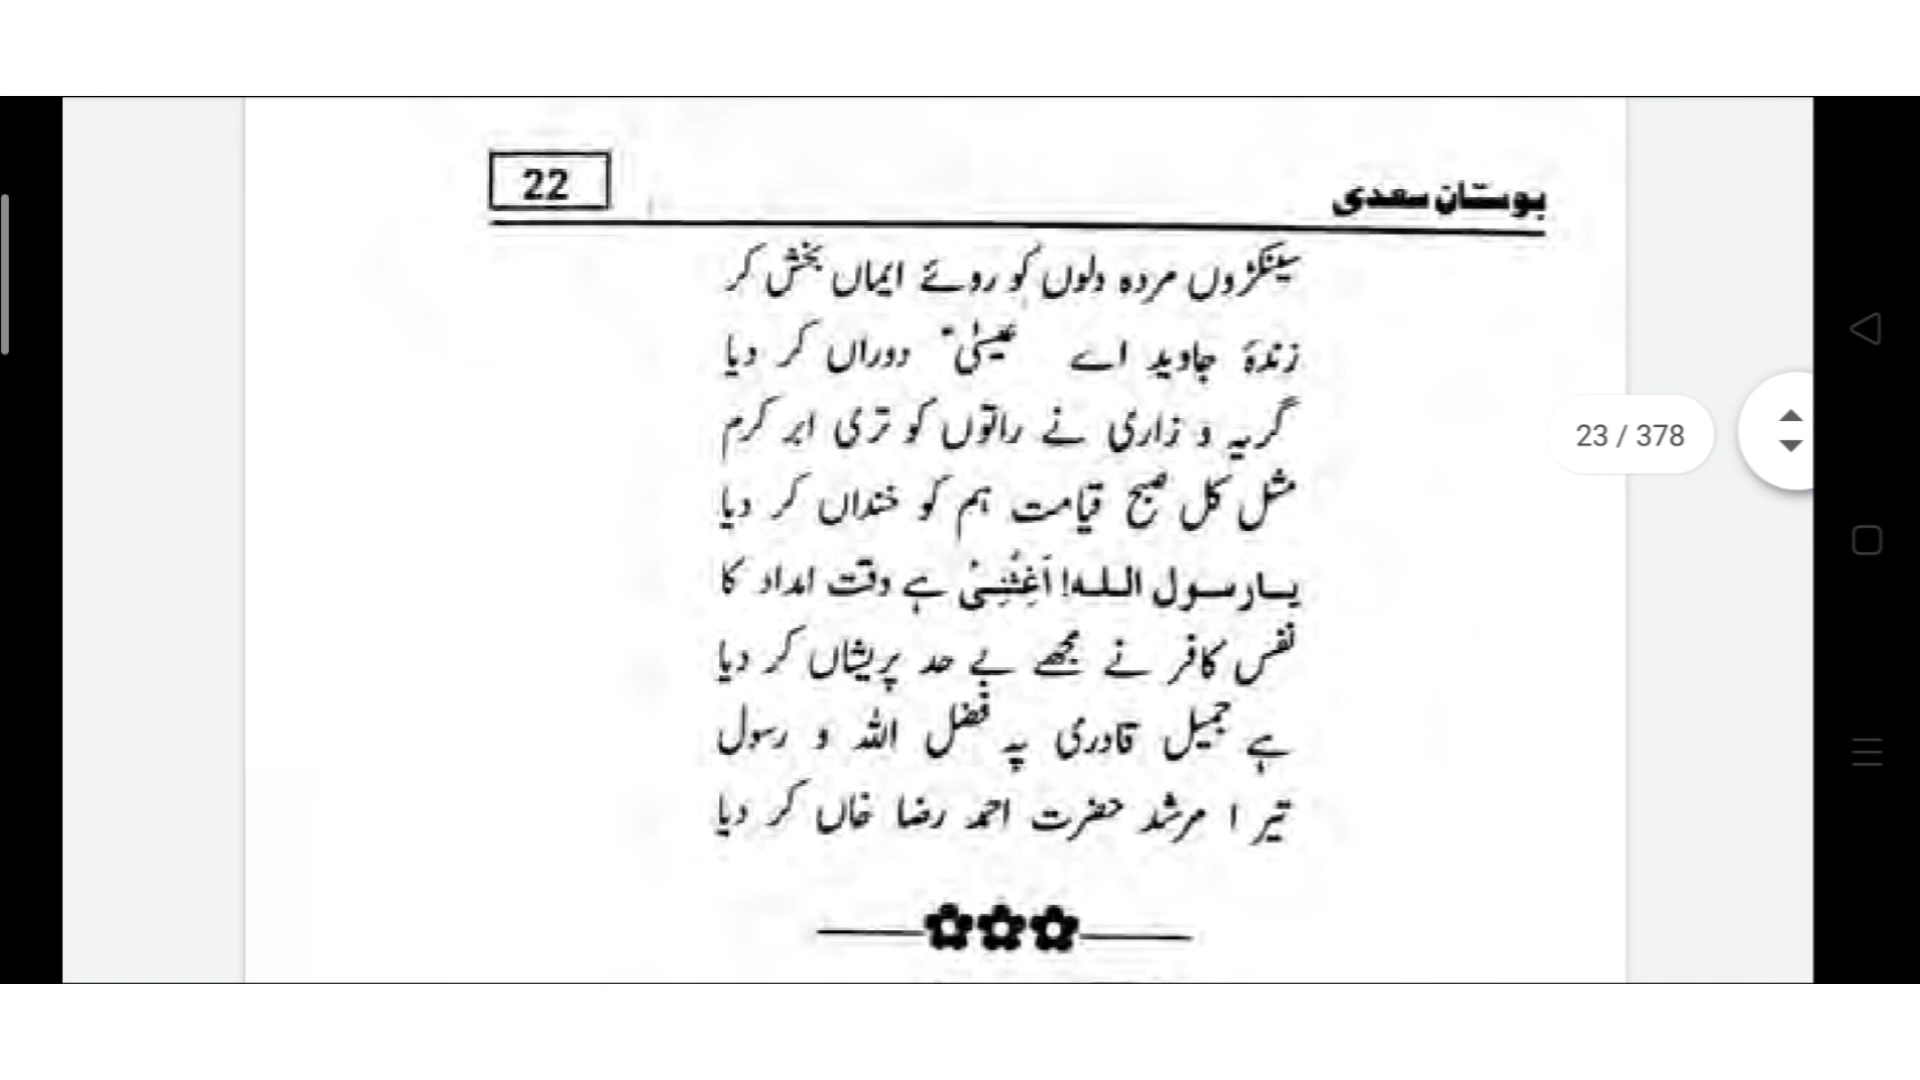 بوستان سعدی
22
سینکڑوں مردہ دلوں کو روئے ایماں بخش کر
زندۂ جاوید اے عیسیٰؑ دوراں کر دیا
گریہ و زاری نے راتوں کو تری ابر کرم
مثل کل صبح قیامت ہم کو خنداں کر دیا
یارسول اللہ! اَغِثْنِیْ ہے وقت امداد کا
نفس کافر نے مجھے بے حد پریشاں کر دیا
ہے جمیل قادری پہ فضل اللہ و رسول
تیر ا مرشد حضرت احمد رضا خاں کر دیا
23 / 378